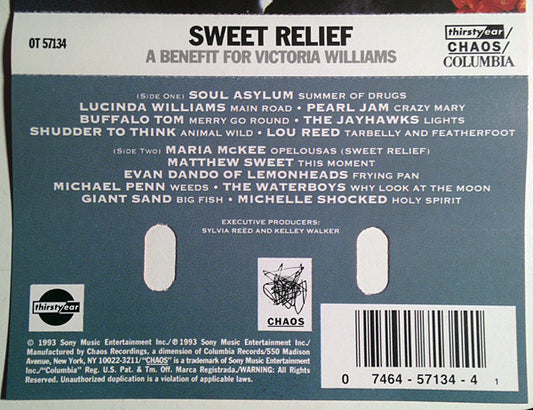 OT 57134
SWEET RELIEF
A BENEFIT FOR VICTORIA WILLIAMS
thirsty/ear/
CHAOS/
COLUMBIA
(SIDE ONE) SOUL ASYLUM SUMMER OF DRUGS
LUCINDA WILLIAMS MAIN ROAD • PEARL JAM CRAZY MARY
BUFFALO TOM MERRY GO ROUND • THE JAYHAWKS LIGHTS
SHUDDER TO THINK ANIMAL WILD • LOU REED TARBELLY AND FEATHERFOOT
(SIDE TWO) MARIA McKEE OPELOUSAS (SWEET RELIEF)
MATTHEW SWEET THIS MOMENT
EVAN DANDO OF LEMONHEADS FRYING PAN
MICHAEL PENN WEEDS • THE WATERBOYS WHY LOOK AT THE MOON
GIANT SAND BIG FISH • MICHELLE SHOCKED HOLY SPIRIT
EXECUTIVE PRODUCERS:
SYLVIA REED AND KELLEY WALKER
thirsty/ear
CHAOS
© 1993 Sony Music Entertainment Inc./℗ 1993 Sony Music Entertainment Inc./
Manufactured by Chaos Recordings, a dimension of Columbia Records/550 Madison
Avenue, New York, NY 10022-3211/"CHAOS" is a trademark of Sony Music Entertainment
Inc./"Columbia" Reg. U.S. Pat. & Tm. Off. Marca Registrada./WARNING: All Rights
Reserved. Unauthorized duplication is a violation of applicable laws.
0 7464-57134-4 1